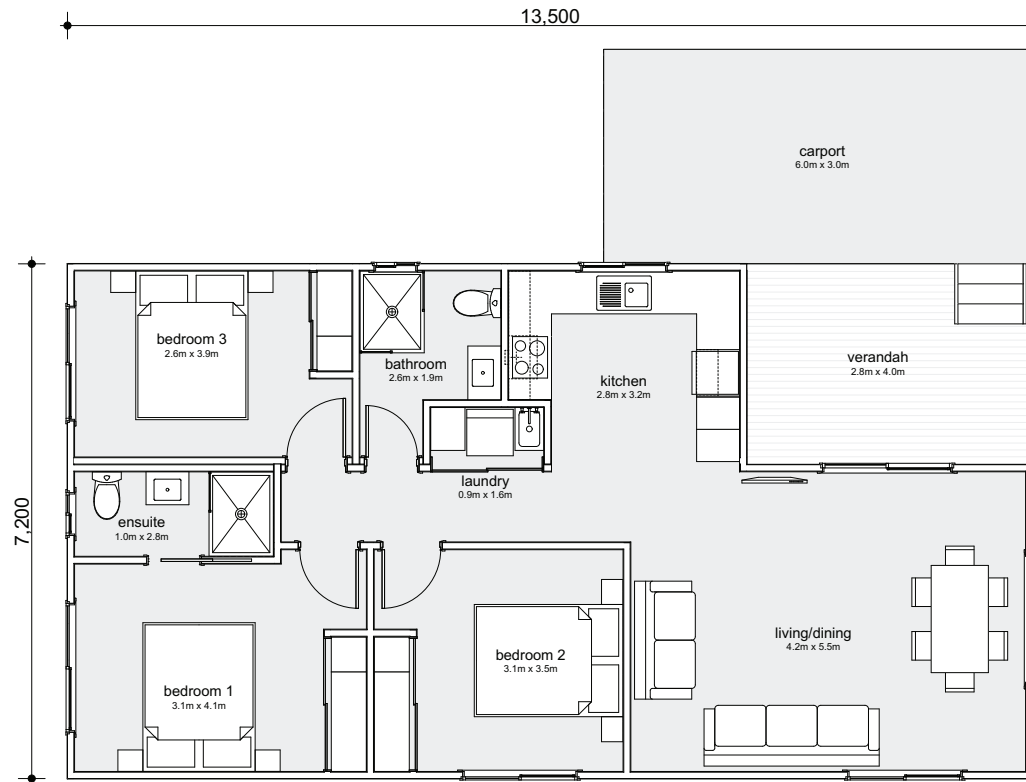 13,500
carport
6.0m x 3.0m
7,200
bedroom 3
2.6m x 3.9m
bathroom
2.6m x 1.9m
kitchen
2.8m x 3.2m
verandah
2.8m x 4.0m
laundry
0.9m x 1.6m
ensuite
1.0m x 2.8m
bedroom 1
3.1m x 4.1m
bedroom 2
3.1m x 3.5m
living/dining
4.2m x 5.5m